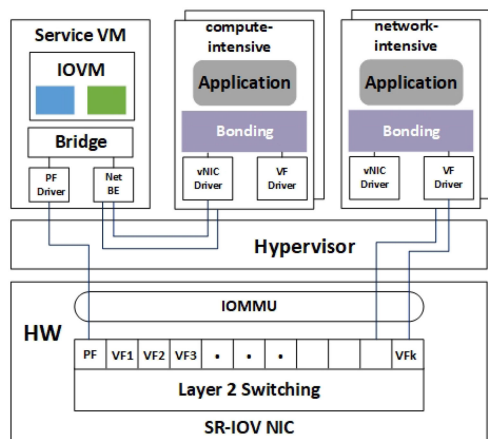 Service VM
IOVM
Bridge
PF
Driver
Net
BE
compute-
intensive
Application
Bonding
vNIC
Driver
VF
Driver
network-
intensive
Application
Bonding
vNIC
Driver
VF
Driver
Hypervisor
HW
IOMMU
PF VF1 VF2 VF3 • • • VFk
Layer 2 Switching
SR-IOV NIC